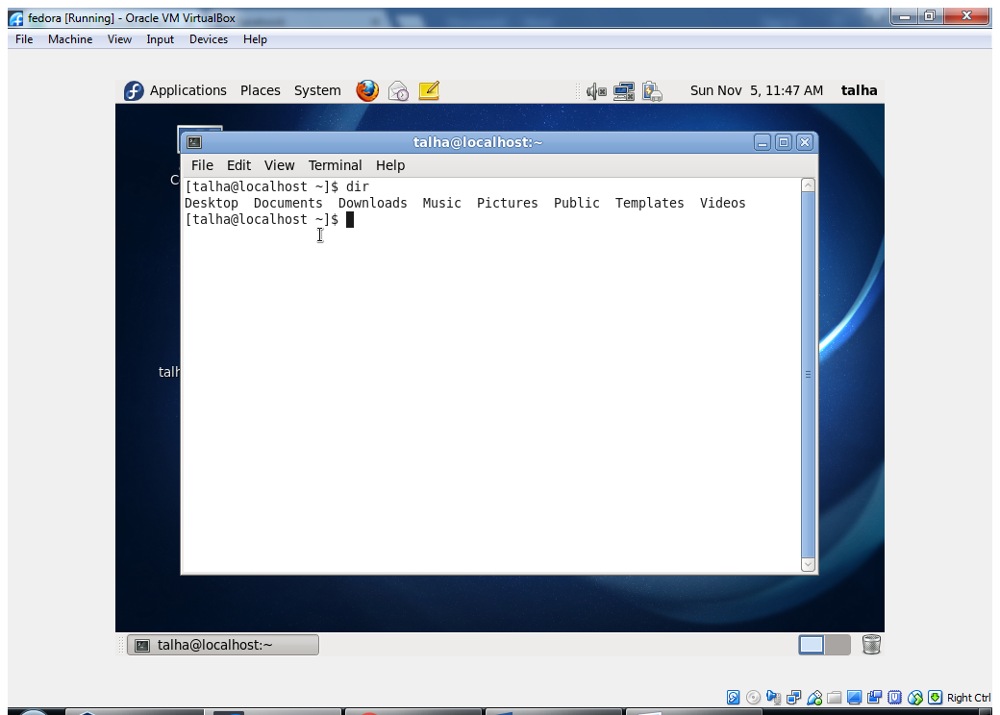 fedora [Running] - Oracle VM VirtualBox
File Machine View Input Devices Help
Applications Places System Sun Nov 5, 11:47 AM talha
talha@localhost:~
File Edit View Terminal Help
[talha@localhost ~]$ dir
Desktop Documents Downloads Music Pictures Public Templates Videos
[talha@localhost ~]$
talha@localhost:~
Right Ctrl